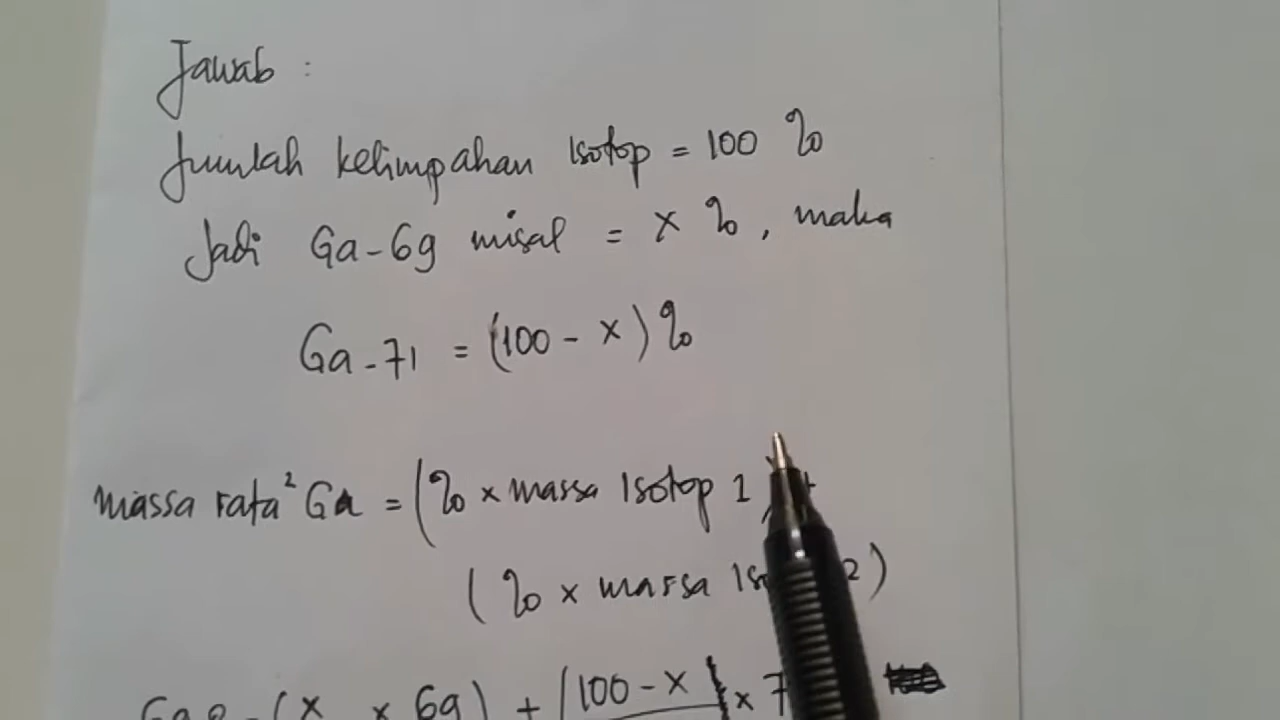 Jawab :
Jumlah kelimpahan Isotop = 100 %
Jadi Ga-69 misal = x %, maka
Ga-71 = (100 - x) %
Massa rata² Ga = (% x massa Isotop 1) +
(% x massa 2)
(x x 69) + (100 - x x 7